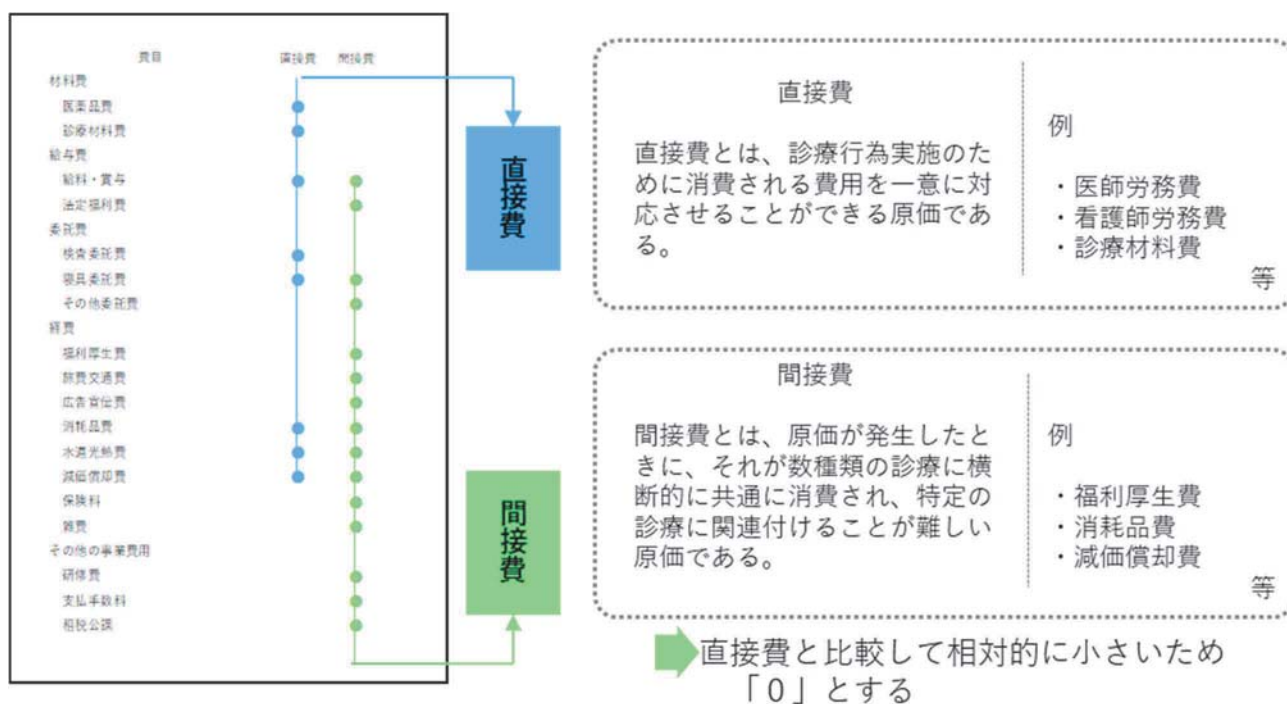 費目 直接費 間接費
材料費
医薬品費
診療材料費
給与費
給料・賞与
法定福利費
委託費
検査委託費
寝具委託費
その他委託費
経費
福利厚生費
旅費交通費
広告宣伝費
消耗品費
水道光熱費
減価償却費
保険料
雑費
その他の事業費用
研修費
支払手数料
租税公課
直接費
間接費
直接費
直接費とは、診療行為実施のた
めに消費される費用を一意に対
応させることができる原価であ
る。
例
・医師労務費
・看護師労務費
・診療材料費
等
間接費
間接費とは、原価が発生したと
きに、それが数種類の診療に横
断的に共通に消費され、特定の
診療に関連付けることが難しい
原価である。
例
・福利厚生費
・消耗品費
・減価償却費
等
直接費と比較して相対的に小さいため
「０」とする